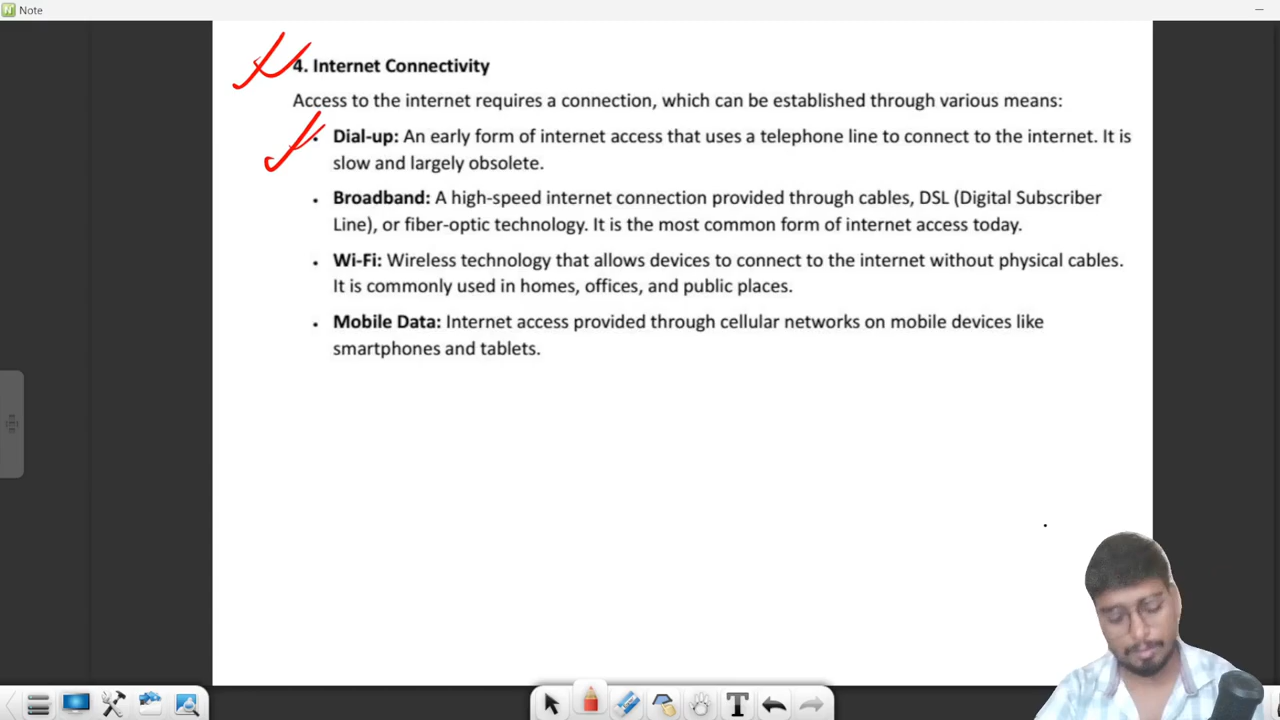 Note
4. Internet Connectivity
Access to the internet requires a connection, which can be established through various means:
• Dial-up: An early form of internet access that uses a telephone line to connect to the internet. It is
slow and largely obsolete.
• Broadband: A high-speed internet connection provided through cables, DSL (Digital Subscriber
Line), or fiber-optic technology. It is the most common form of internet access today.
• Wi-Fi: Wireless technology that allows devices to connect to the internet without physical cables.
It is commonly used in homes, offices, and public places.
• Mobile Data: Internet access provided through cellular networks on mobile devices like
smartphones and tablets.
T